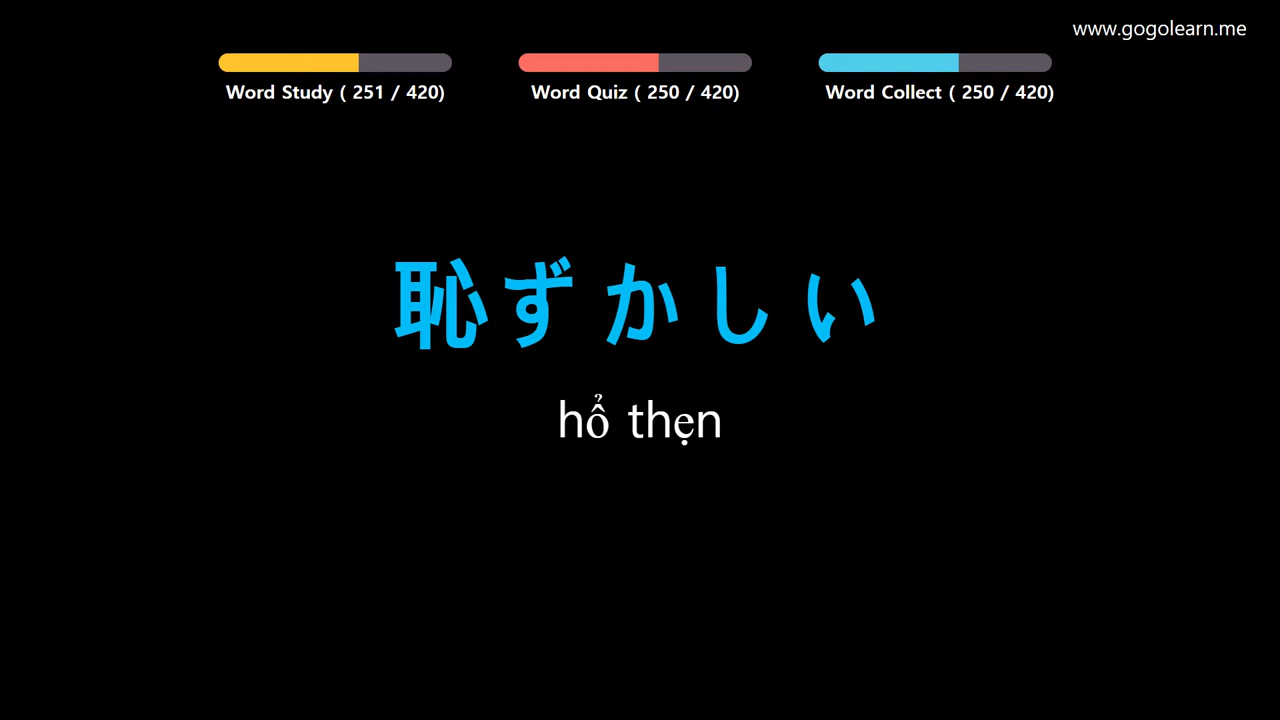 www.gogolearn.me
Word Study ( 251 / 420)
Word Quiz ( 250 / 420)
Word Collect ( 250 / 420)
恥ずかしい
hổ thẹn